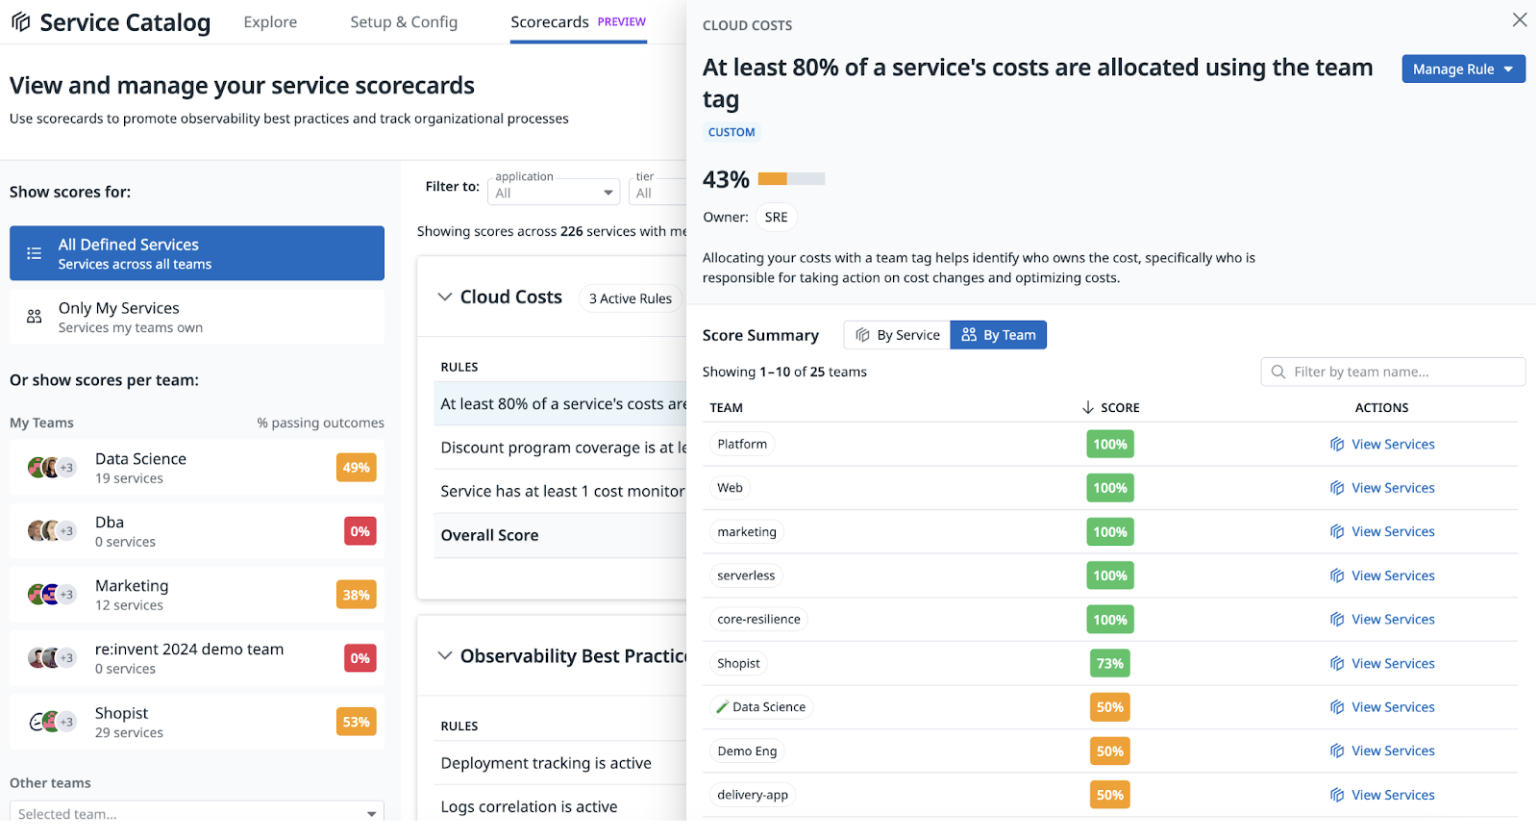 Service Catalog
Explore
Setup & Config
Scorecards PREVIEW
View and manage your service scorecards
Use scorecards to promote observability best practices and track organizational processes
Show scores for:
All Defined Services
Services across all teams
Only My Services
Services my teams own
Or show scores per team:
My Teams
% passing outcomes
+3
Data Science
19 services
49%
+3
Dba
0 services
0%
+3
Marketing
12 services
38%
+3
re:invent 2024 demo team
0 services
0%
+3
Shopist
29 services
53%
Other teams
Selected team...
Filter to:
application
All
tier
All
Showing scores across 226 services with me
Cloud Costs
3 Active Rules
RULES
At least 80% of a service's costs are
Discount program coverage is at le
Service has at least 1 cost monitor
Overall Score
Observability Best Practice
RULES
Deployment tracking is active
Logs correlation is active
CLOUD COSTS
At least 80% of a service's costs are allocated using the team
tag
Manage Rule
CUSTOM
43%
Owner: SRE
Allocating your costs with a team tag helps identify who owns the cost, specifically who is
responsible for taking action on cost changes and optimizing costs.
Score Summary
By Service
By Team
Showing 1–10 of 25 teams
Filter by team name...
TEAM SCORE ACTIONS
Platform 100% View Services
Web 100% View Services
marketing 100% View Services
serverless 100% View Services
core-resilience 100% View Services
Shopist 73% View Services
Data Science 50% View Services
Demo Eng 50% View Services
delivery-app 50% View Services